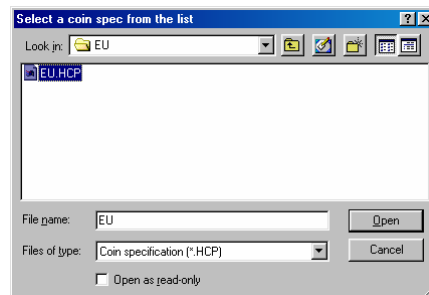 Select a coin spec from the list
Look in: EU
EU.HCP
File name: EU Open
Files of type: Coin specification (*.HCP) Cancel
Open as read-only